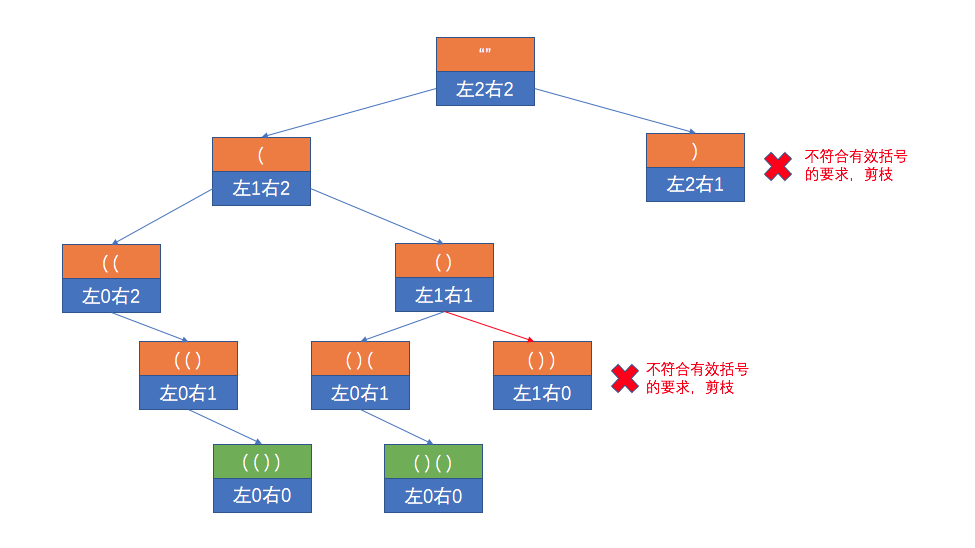 “”
左2右2
(
左1右2
)
左2右1
不符合有效括号
的要求，剪枝
( (
左0右2
( )
左1右1
( ( )
左0右1
( ) (
左0右1
( ) )
左1右0
不符合有效括号
的要求，剪枝
( ( ) )
左0右0
( ) ( )
左0右0